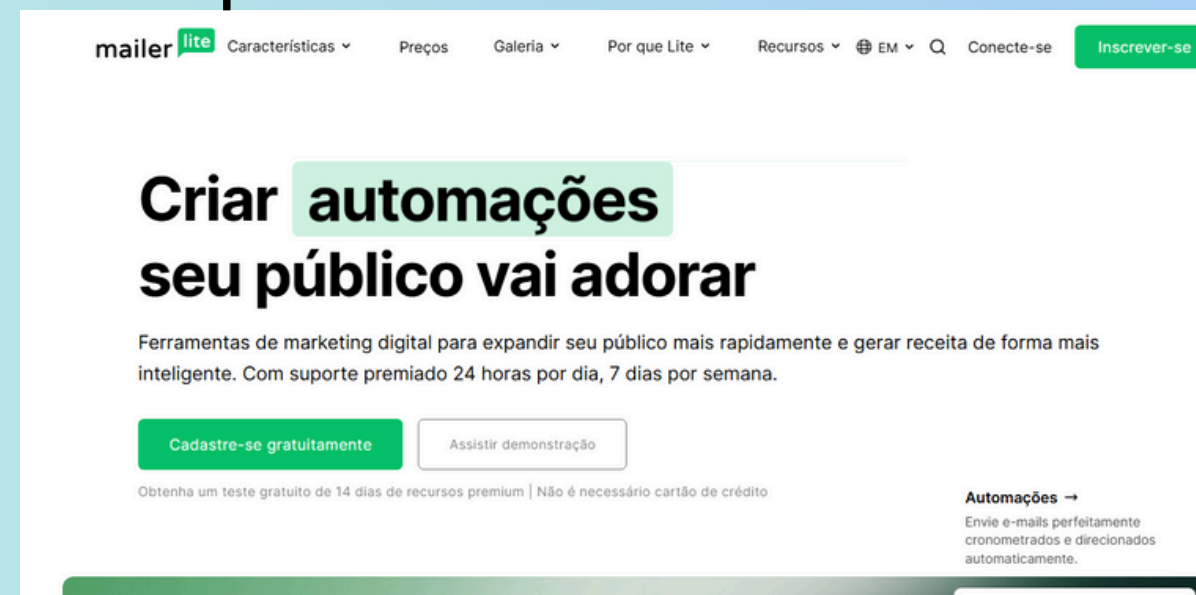 mailer lite Características Preços Galeria Por que Lite Recursos EM Conecte-se Inscrever-se
Criar automações
seu público vai adorar
Ferramentas de marketing digital para expandir seu público mais rapidamente e gerar receita de forma mais
inteligente. Com suporte premiado 24 horas por dia, 7 dias por semana.
Cadastre-se gratuitamente Assistir demonstração
Obtenha um teste gratuito de 14 dias de recursos premium | Não é necessário cartão de crédito
Automações →
Envie e-mails perfeitamente
cronometrados e direcionados
automaticamente.